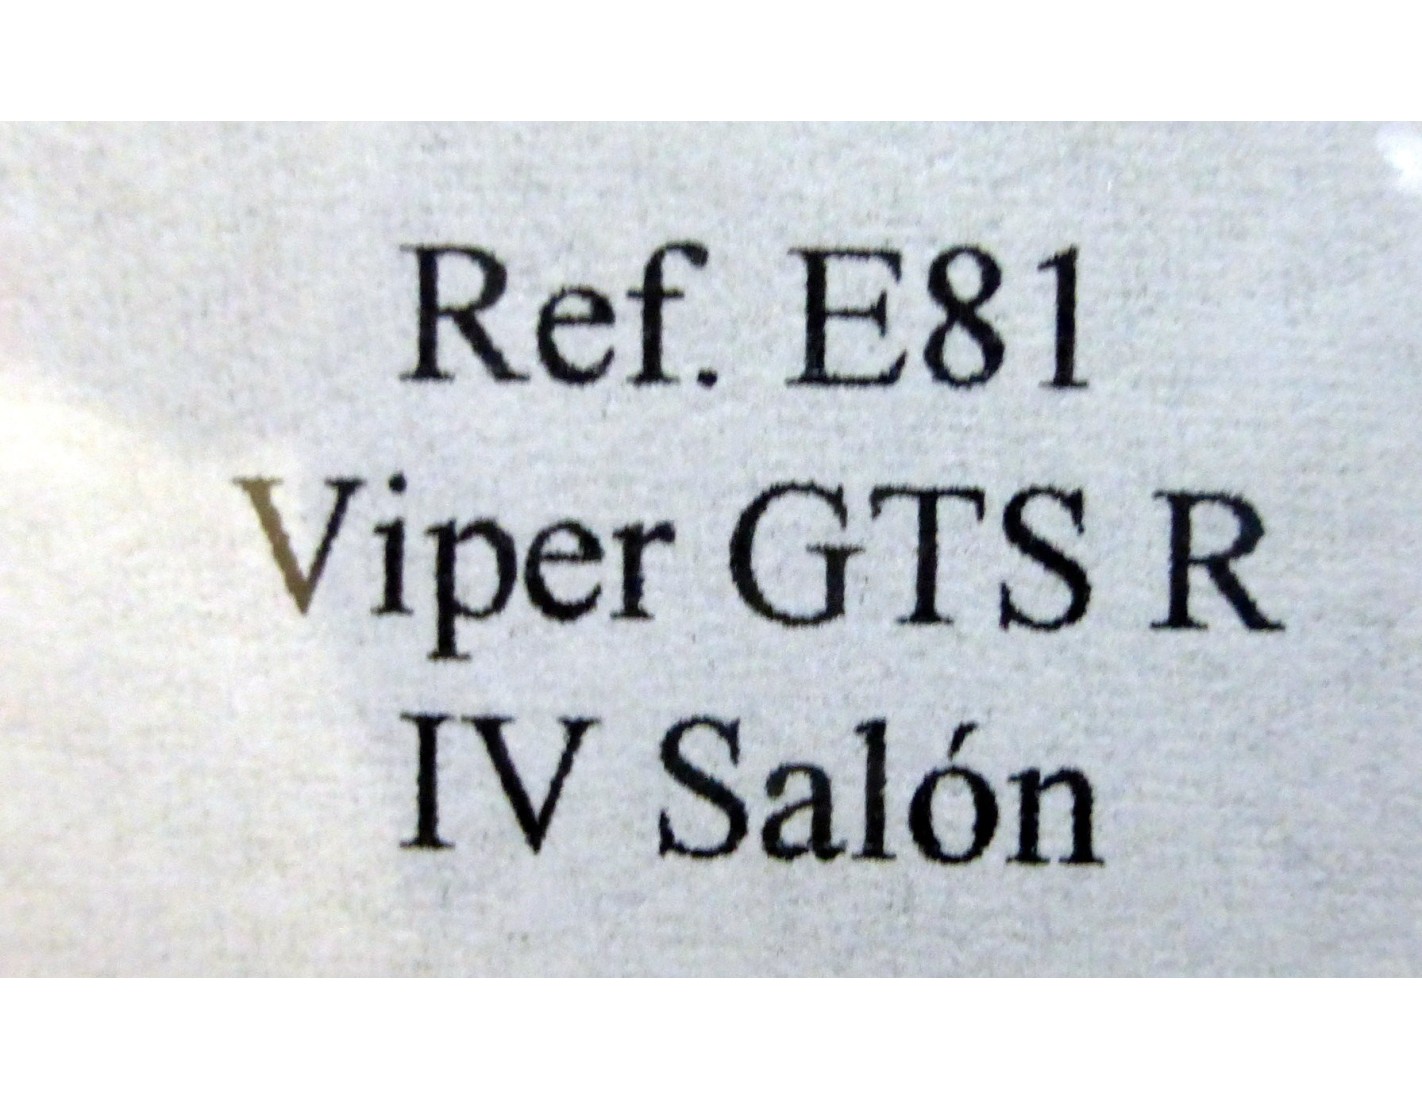 Ref. E81
Viper GTS R
IV Salón